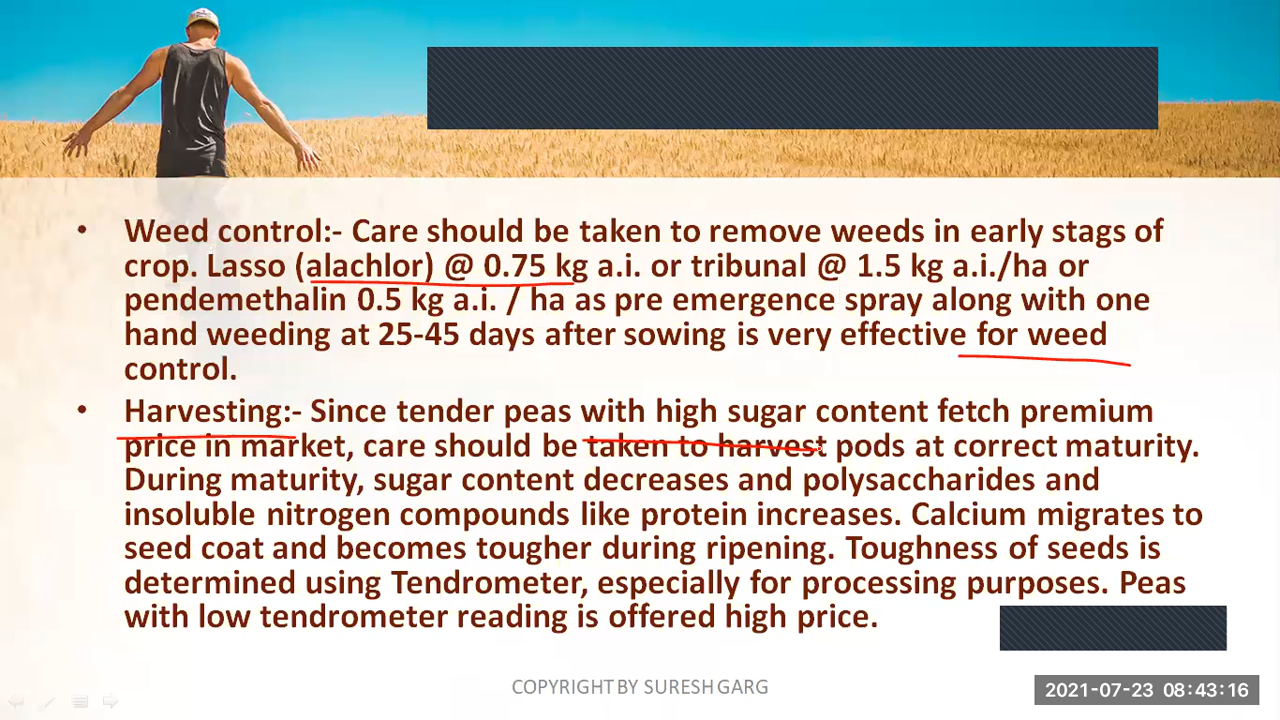 • Weed control:- Care should be taken to remove weeds in early stags of
crop. Lasso (alachlor) @ 0.75 kg a.i. or tribunal @ 1.5 kg a.i./ha or
pendemethalin 0.5 kg a.i. / ha as pre emergence spray along with one
hand weeding at 25-45 days after sowing is very effective for weed
control.
• Harvesting:- Since tender peas with high sugar content fetch premium
price in market, care should be taken to harvest pods at correct maturity.
During maturity, sugar content decreases and polysaccharides and
insoluble nitrogen compounds like protein increases. Calcium migrates to
seed coat and becomes tougher during ripening. Toughness of seeds is
determined using Tendrometer, especially for processing purposes. Peas
with low tendrometer reading is offered high price.
COPYRIGHT BY SURESH GARG
2021-07-23 08:43:16